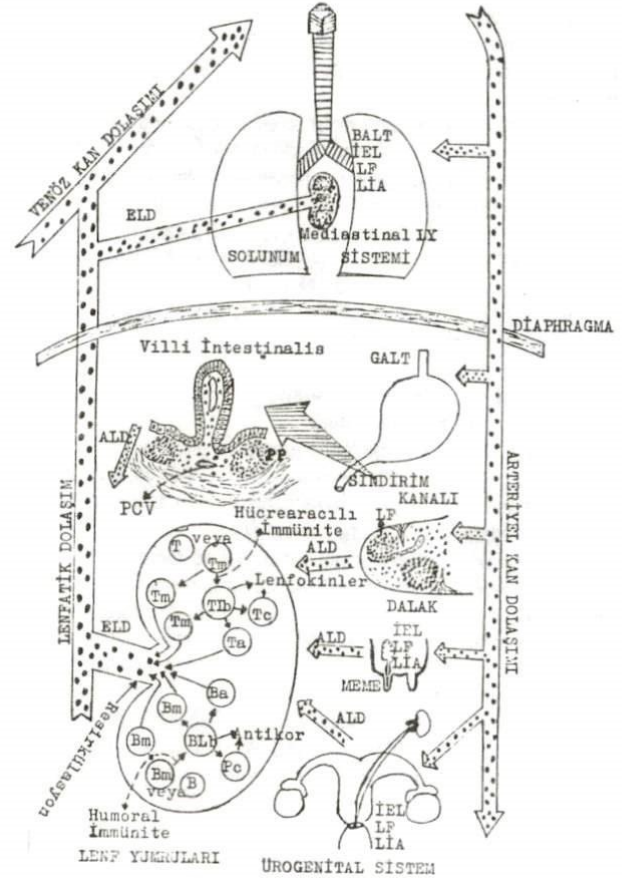 VENÖZ KAN DOLAŞIMI
BALT
İEL
LF
LİA
ELD
Mediastinal LY
SOLUNUM SİSTEMİ
DİAPHRAGMA
Villi İntestinalis
GALT
ALD
PP
PCV
SİNDİRİM
KANALI
ARTERİYEL KAN DOLAŞIMI
LENFATİK DOLAŞIM
Hücrearacılı
İmmünite
LF
ALD
DALAK
T veya
Tm
Lenfokinler
Tm
TLb
Tc
Tm
Ta
ELD
ALD
İEL
LF
LİA
MEME
Ba
Bm
ALD
Antikor
Bm
BLb
Pc
Bm
B
veya
Resirkülasyon
Humoral
İmmünite
İEL
LF
LİA
LENF YUMRULARI
ÜROGENİTAL SİSTEM